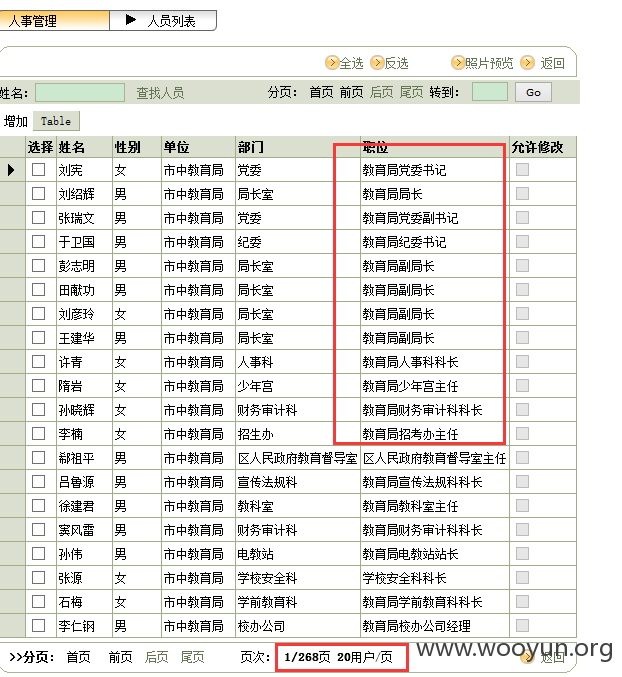 人事管理 ▶ 人员列表
全选 反选 照片预览 返回
姓名: 查找人员 分页: 首页 前页 后页 尾页 转到: Go
增加 Table
选择 姓名 性别 单位 部门 职位 允许修改
刘宪 女 市中教育局 党委 教育局党委书记
刘绍辉 男 市中教育局 局长室 教育局局长
张瑞文 男 市中教育局 党委 教育局党委副书记
于卫国 男 市中教育局 纪委 教育局纪委书记
彭志明 男 市中教育局 局长室 教育局副局长
田献功 男 市中教育局 局长室 教育局副局长
刘彦玲 女 市中教育局 局长室 教育局副局长
王建华 男 市中教育局 局长室 教育局副局长
许青 女 市中教育局 人事科 教育局人事科科长
隋岩 女 市中教育局 少年宫 教育局少年宫主任
孙晓辉 女 市中教育局 财务审计科 教育局财务审计科科长
李楠 女 市中教育局 招生办 教育局招考办主任
郗祖平 男 市中教育局 区人民政府教育督导室 区人民政府教育督导室主任
吕鲁源 男 市中教育局 宣传法规科 教育局宣传法规科科长
徐建君 男 市中教育局 教科室 教育局教科室主任
窦风雷 男 市中教育局 财务审计科 教育局财务审计科科长
孙伟 男 市中教育局 电教站 教育局电教站站长
张源 女 市中教育局 学校安全科 学校安全科科长
石梅 女 市中教育局 学前教育科 教育局学前教育科科长
李仁钢 男 市中教育局 校办公司 教育局校办公司经理
>>分页: 首页 前页 后页 尾页 页次: 1/268页 20用户/页 返回
www.wooyun.org